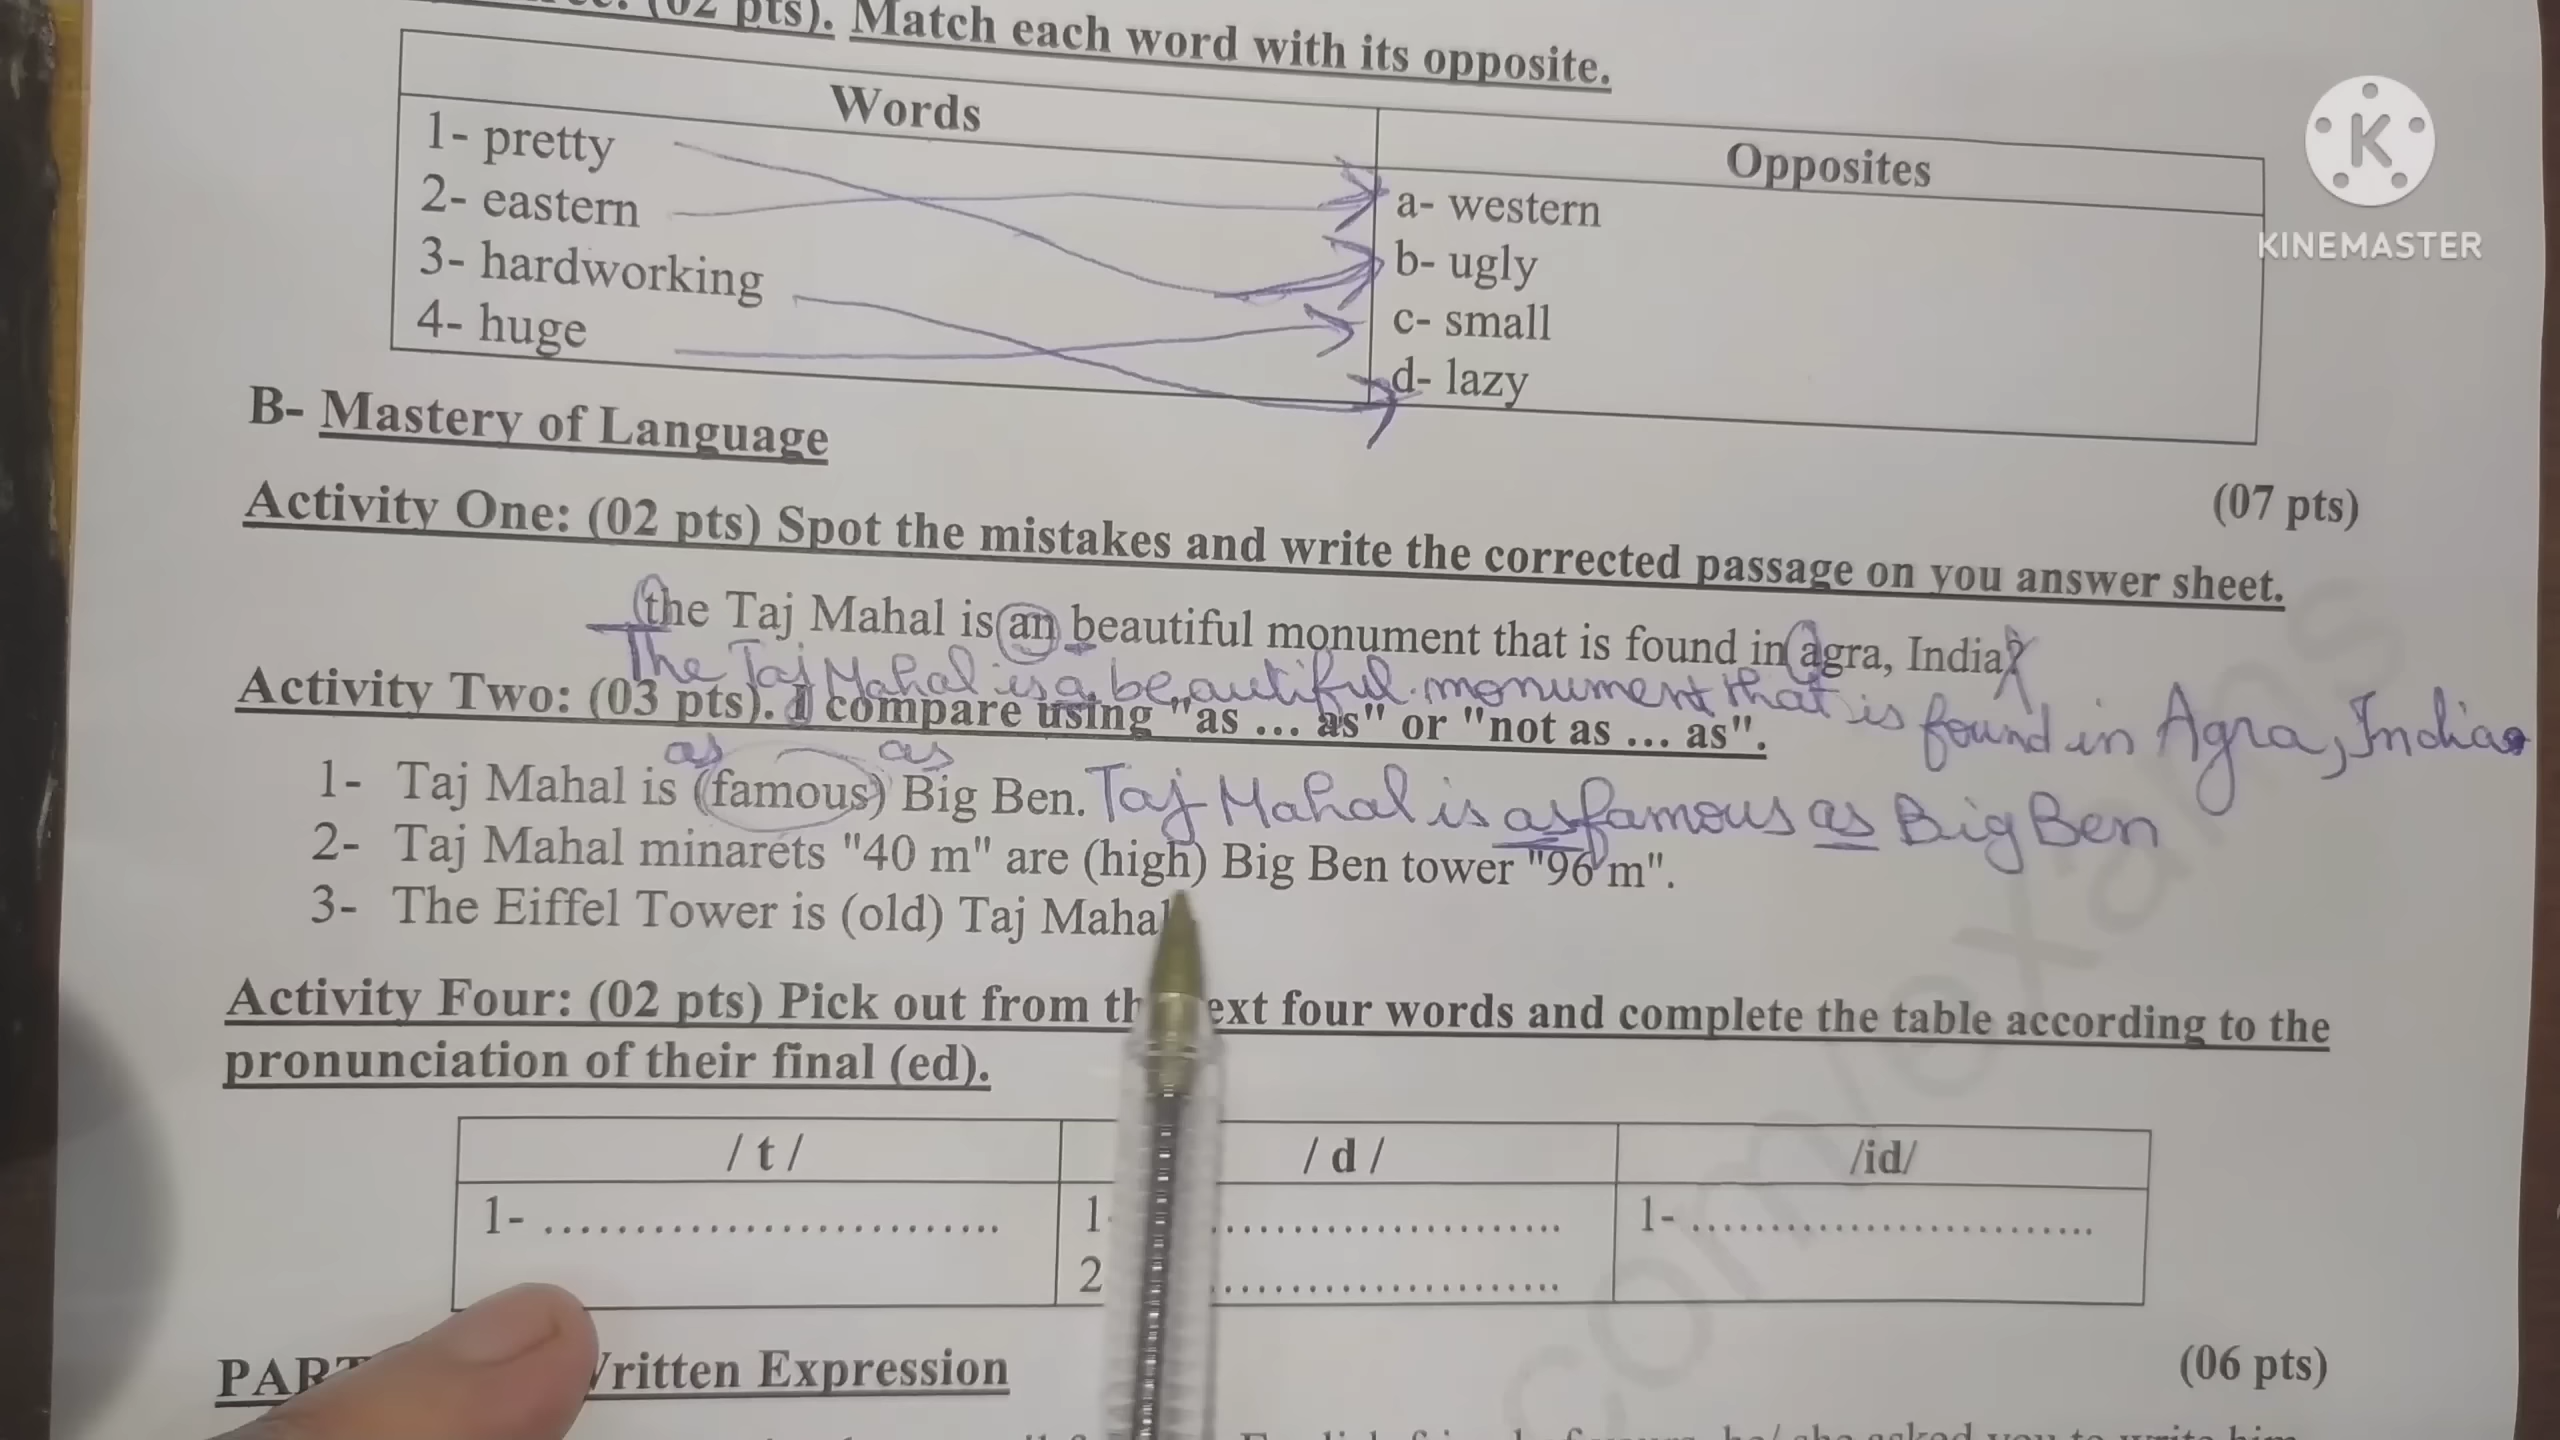 (02 pts). Match each word with its opposite.
Words
Opposites
1- pretty
2- eastern
3- hardworking
4- huge
a- western
b- ugly
c- small
d- lazy
KINEMASTER
B- Mastery of Language
(07 pts)
Activity One: (02 pts) Spot the mistakes and write the corrected passage on you answer sheet.
the Taj Mahal is an beautiful monument that is found in agra, India?
The Taj Mahal is a beautiful monument that is found in Agra, India.
Activity Two: (03 pts). I compare using "as ... as" or "not as ... as".
as as
1- Taj Mahal is (famous) Big Ben. Taj Mahal is as famous as Big Ben
2- Taj Mahal minarets "40 m" are (high) Big Ben tower "96 m".
3- The Eiffel Tower is (old) Taj Maha
Activity Four: (02 pts) Pick out from th ext four words and complete the table according to the
pronunciation of their final (ed).
/ t / / d / /id/
1- .......................... 1 ..................... 1- ..........................
2 .....................
PAR Written Expression
(06 pts)
com/exams